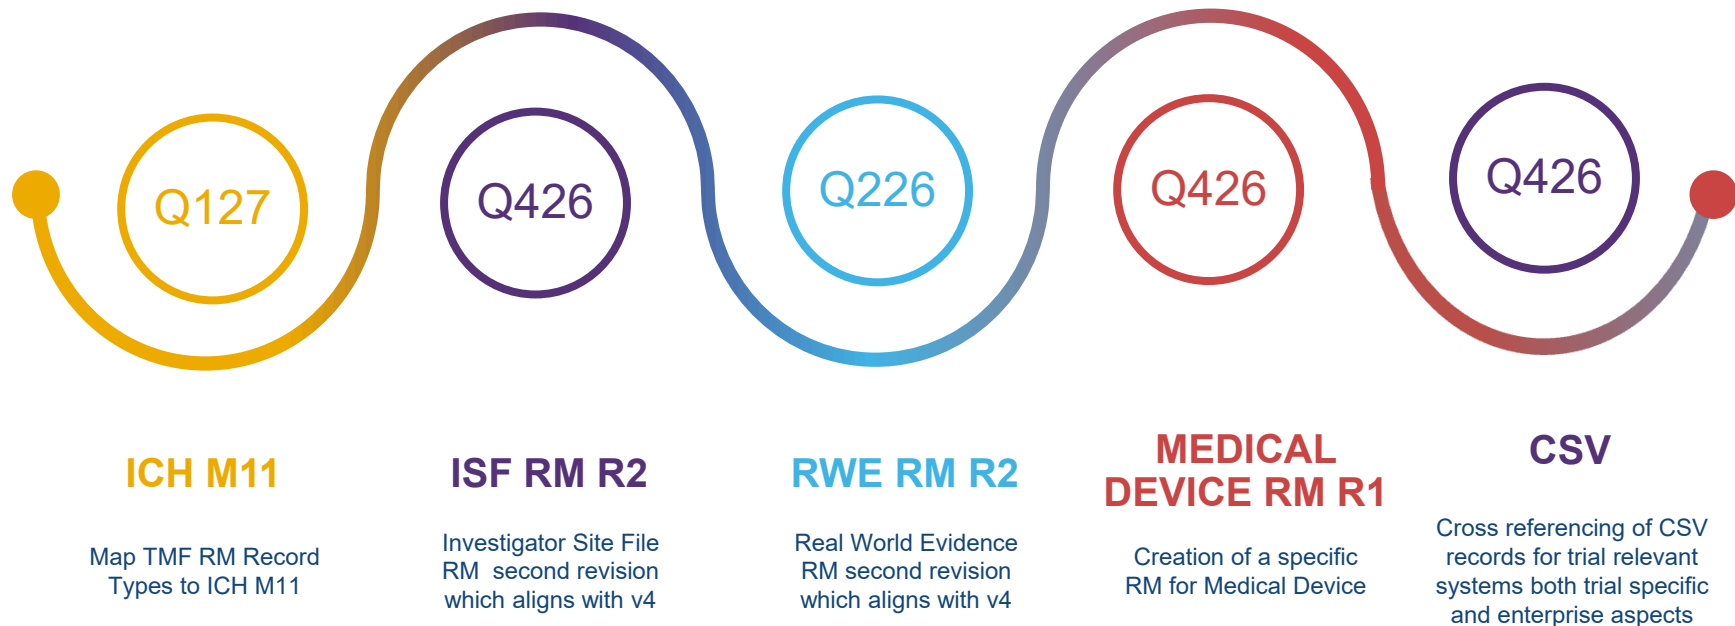 Q127
ICH M11
Map TMF RM Record
Types to ICH M11
Q426
ISF RM R2
Investigator Site File
RM  second revision
which aligns with v4
Q226
RWE RM R2
Real World Evidence
RM second revision
which aligns with v4
Q426
MEDICAL
DEVICE RM R1
Creation of a specific
RM for Medical Device
Q426
CSV
Cross referencing of CSV
records for trial relevant
systems both trial specific
and enterprise aspects